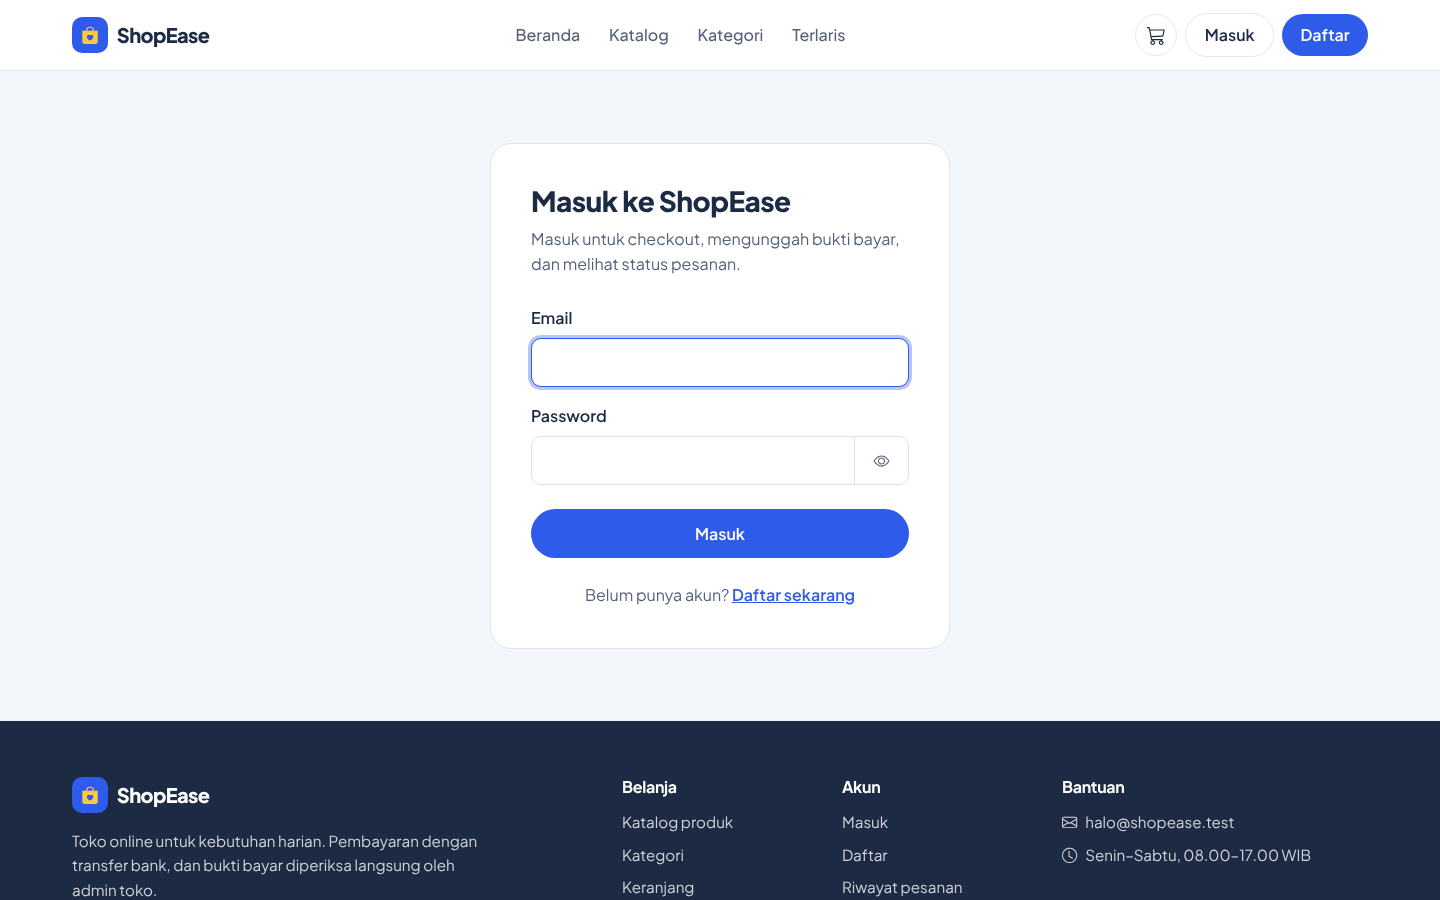 ShopEase
Beranda
Katalog
Kategori
Terlaris
Masuk
Daftar
Masuk ke ShopEase
Masuk untuk checkout, mengunggah bukti bayar,
dan melihat status pesanan.
Email
Password
Masuk
Belum punya akun? Daftar sekarang
ShopEase
Toko online untuk kebutuhan harian. Pembayaran dengan
transfer bank, dan bukti bayar diperiksa langsung oleh
admin toko.
Belanja
Katalog produk
Kategori
Keranjang
Akun
Masuk
Daftar
Riwayat pesanan
Bantuan
halo@shopease.test
Senin–Sabtu, 08.00–17.00 WIB